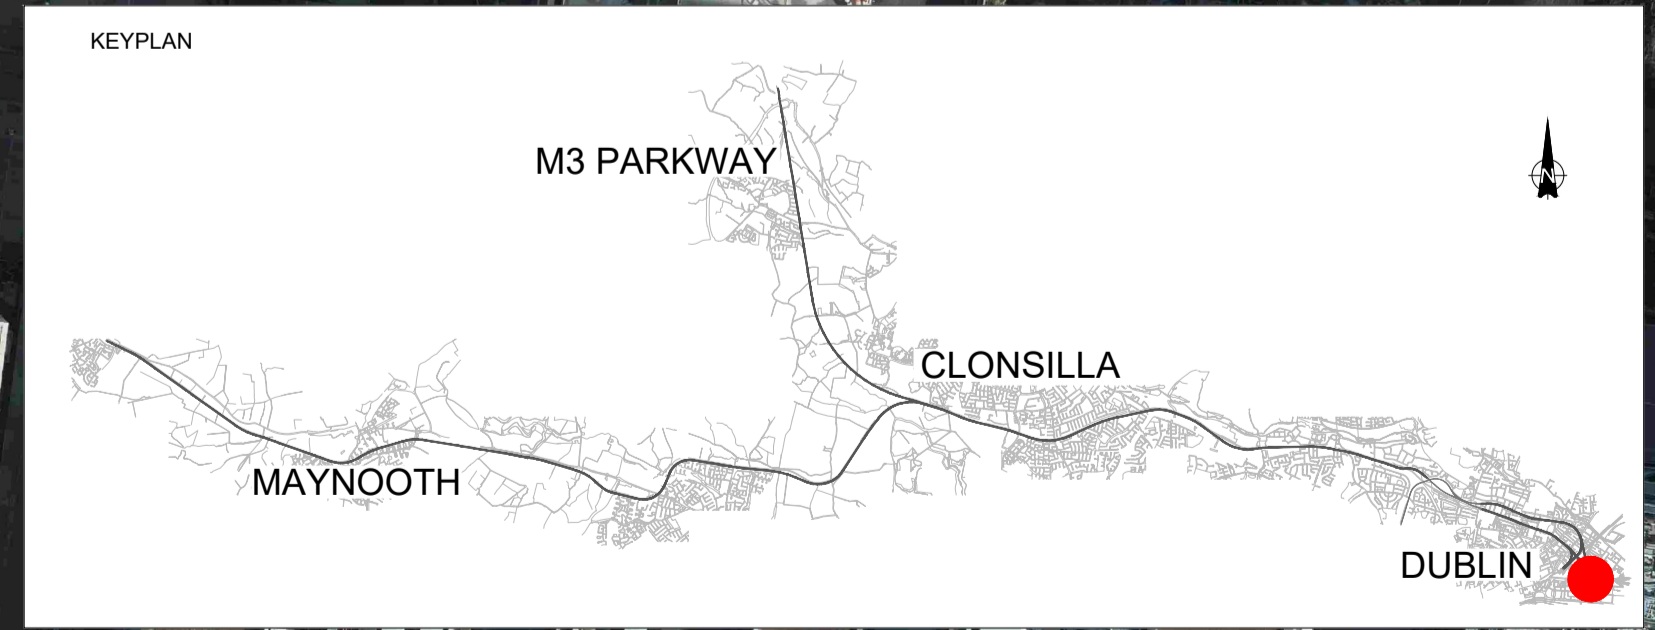 KEYPLAN
M3 PARKWAY
N
CLONSILLA
MAYNOOTH
DUBLIN